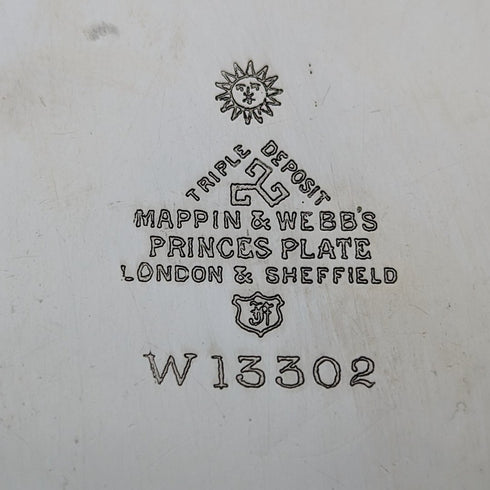 TRIPLE DEPOSIT
MAPPIN & WEBB'S
PRINCES PLATE
LONDON & SHEFFIELD
W 13302